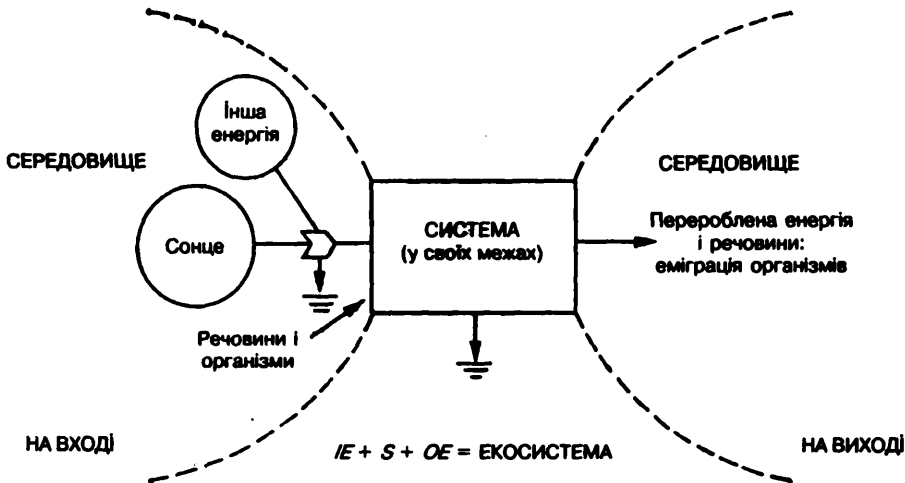 Інша
енергія
СЕРЕДОВИЩЕ
Сонце
Речовини і
організми
НА ВХОДІ
СИСТЕМА
(у своїх межах)
IE + S + OE = ЕКОСИСТЕМА
СЕРЕДОВИЩЕ
Перероблена енергія
і речовини:
еміграція організмів
НА ВИХОДІ